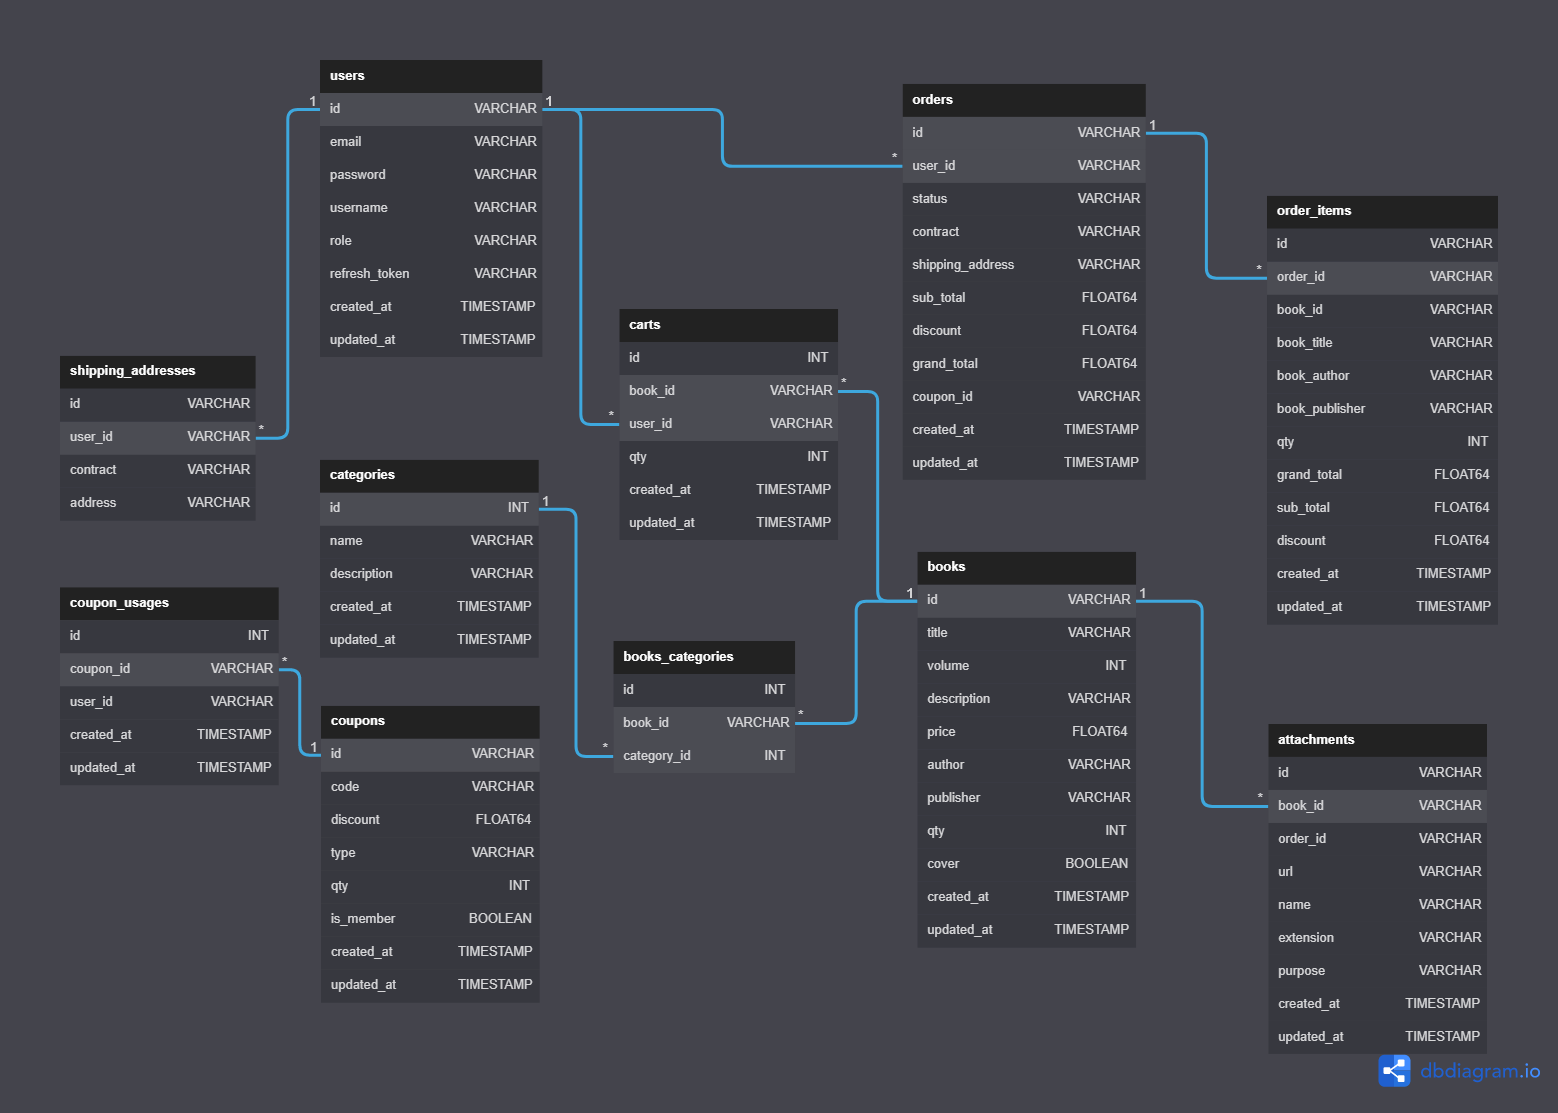 users
1 id VARCHAR 1
email VARCHAR
password VARCHAR
username VARCHAR
role VARCHAR
refresh_token VARCHAR
created_at TIMESTAMP
updated_at TIMESTAMP
orders
id VARCHAR 1
* user_id VARCHAR
status VARCHAR
contract VARCHAR
shipping_address VARCHAR
sub_total FLOAT64
discount FLOAT64
grand_total FLOAT64
coupon_id VARCHAR
created_at TIMESTAMP
updated_at TIMESTAMP
order_items
id VARCHAR
* order_id VARCHAR
book_id VARCHAR
book_title VARCHAR
book_author VARCHAR
book_publisher VARCHAR
qty INT
grand_total FLOAT64
sub_total FLOAT64
discount FLOAT64
created_at TIMESTAMP
updated_at TIMESTAMP
carts
id INT
book_id VARCHAR *
* user_id VARCHAR
qty INT
created_at TIMESTAMP
updated_at TIMESTAMP
shipping_addresses
id VARCHAR
user_id VARCHAR *
contract VARCHAR
address VARCHAR
categories
id INT 1
name VARCHAR
description VARCHAR
created_at TIMESTAMP
updated_at TIMESTAMP
books
1 id VARCHAR 1
title VARCHAR
volume INT
description VARCHAR
price FLOAT64
author VARCHAR
publisher VARCHAR
qty INT
cover BOOLEAN
created_at TIMESTAMP
updated_at TIMESTAMP
coupon_usages
id INT
coupon_id VARCHAR *
user_id VARCHAR
created_at TIMESTAMP
updated_at TIMESTAMP
books_categories
id INT
book_id VARCHAR *
* category_id INT
coupons
1 id VARCHAR
code VARCHAR
discount FLOAT64
type VARCHAR
qty INT
is_member BOOLEAN
created_at TIMESTAMP
updated_at TIMESTAMP
attachments
id VARCHAR
* book_id VARCHAR
order_id VARCHAR
url VARCHAR
name VARCHAR
extension VARCHAR
purpose VARCHAR
created_at TIMESTAMP
updated_at TIMESTAMP
dbdiagram.io